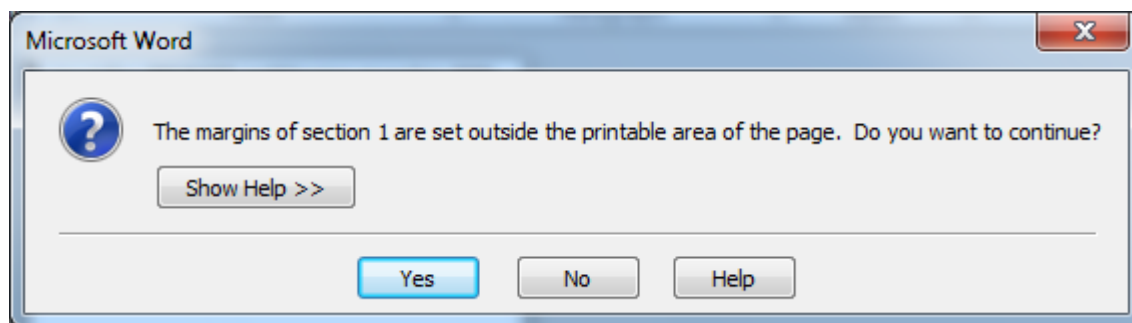 Microsoft Word
The margins of section 1 are set outside the printable area of the page.  Do you want to continue?
Show Help >>
Yes No Help